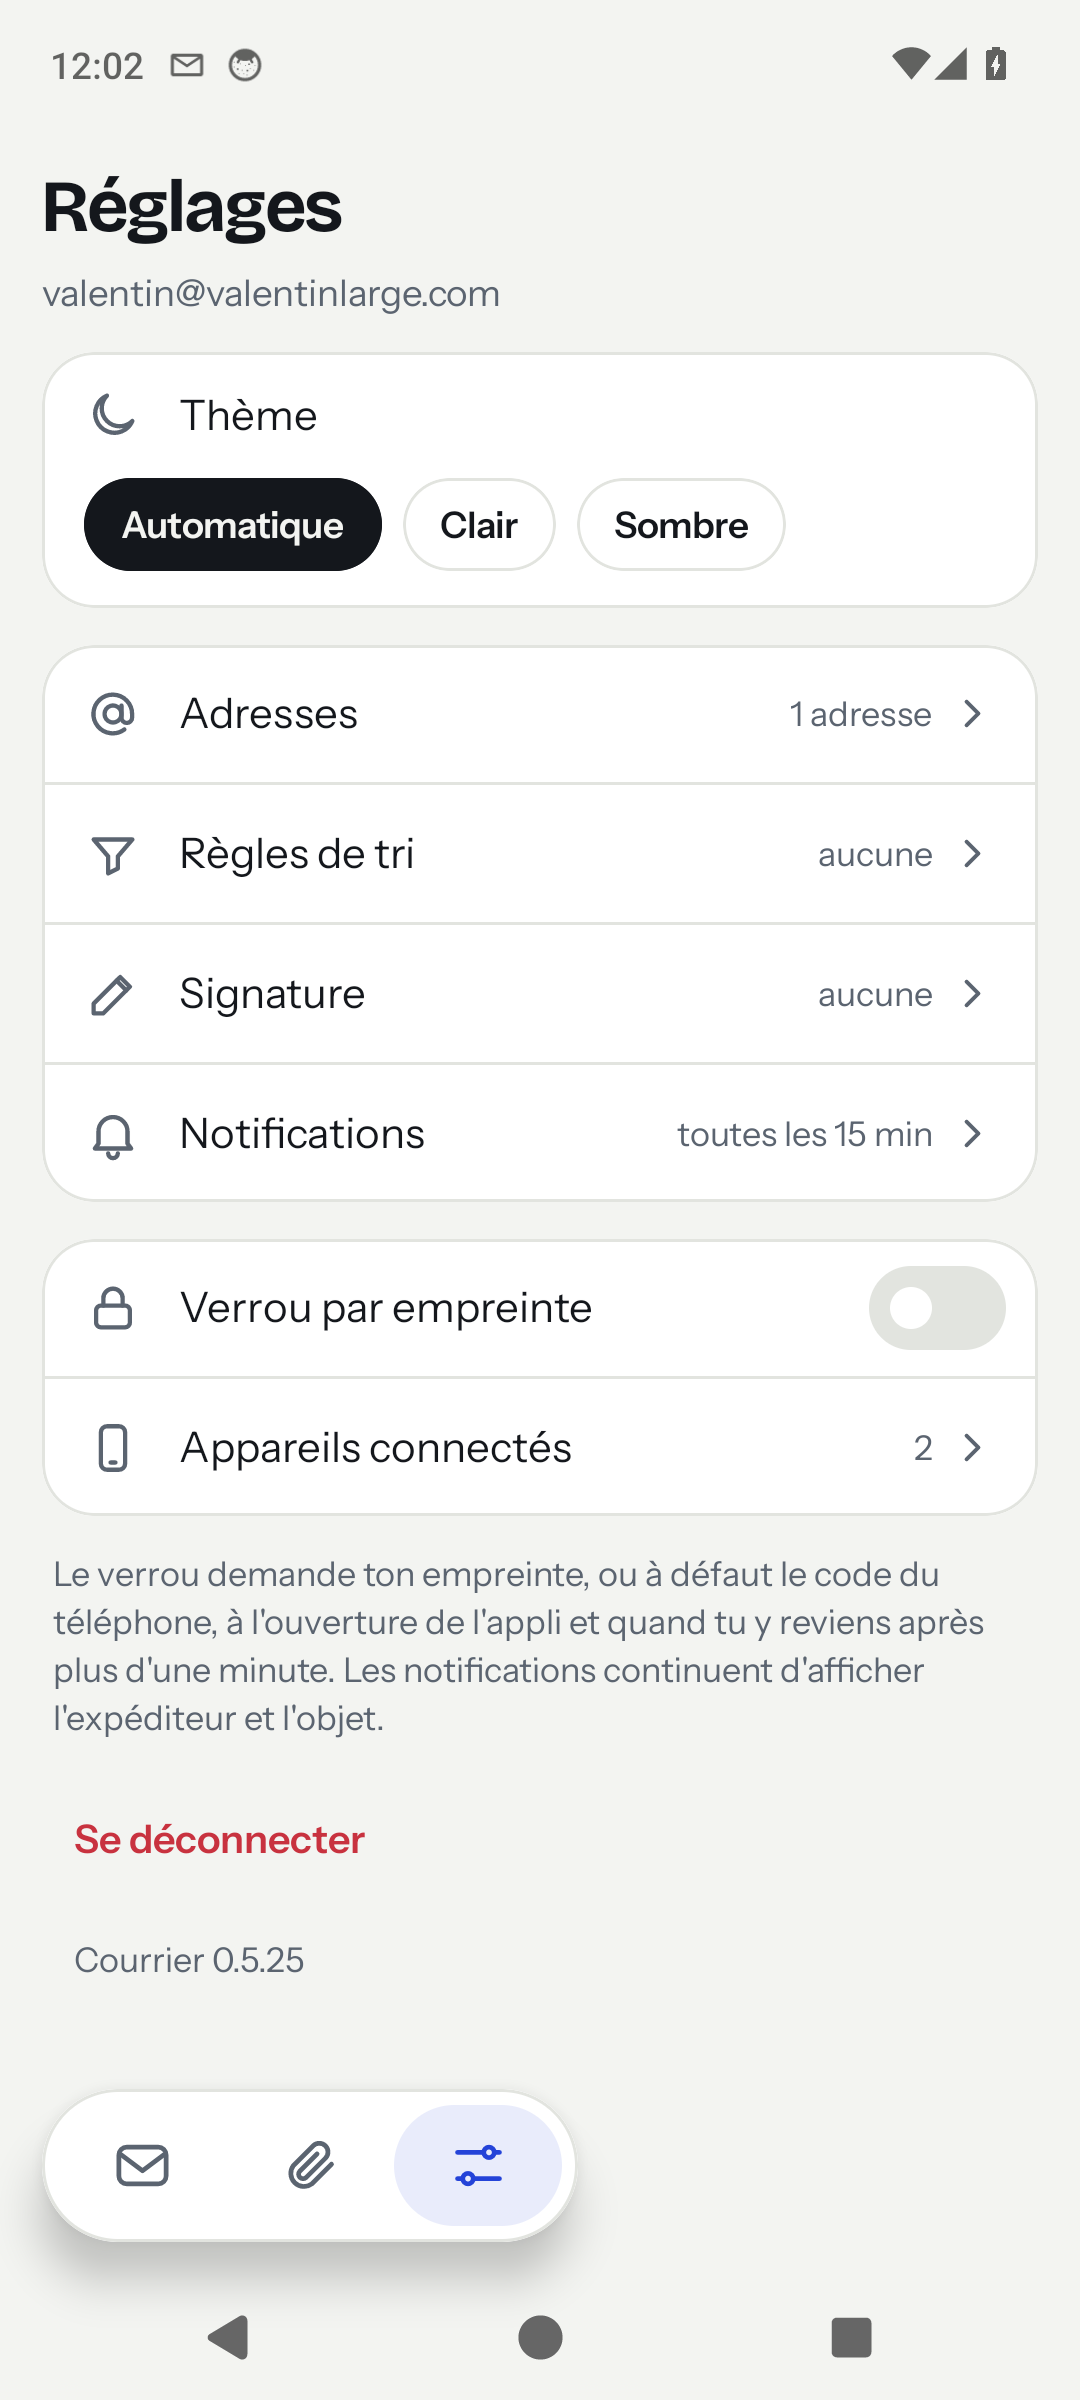 12:02
Réglages
valentin@valentinlarge.com
Thème
Automatique
Clair
Sombre
Adresses
1 adresse
Règles de tri
aucune
Signature
aucune
Notifications
toutes les 15 min
Verrou par empreinte
Appareils connectés
2
Le verrou demande ton empreinte, ou à défaut le code du
téléphone, à l'ouverture de l'appli et quand tu y reviens après
plus d'une minute. Les notifications continuent d'afficher
l'expéditeur et l'objet.
Se déconnecter
Courrier 0.5.25